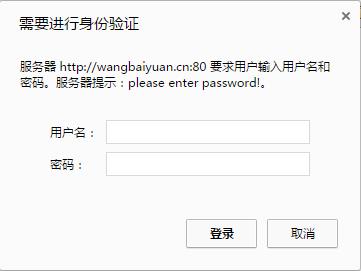 需要进行身份验证
服务器 http://wangbaiyuan.cn:80 要求用户输入用户名和
密码。服务器提示：please enter password!。
用户名：
密码：
登录 取消